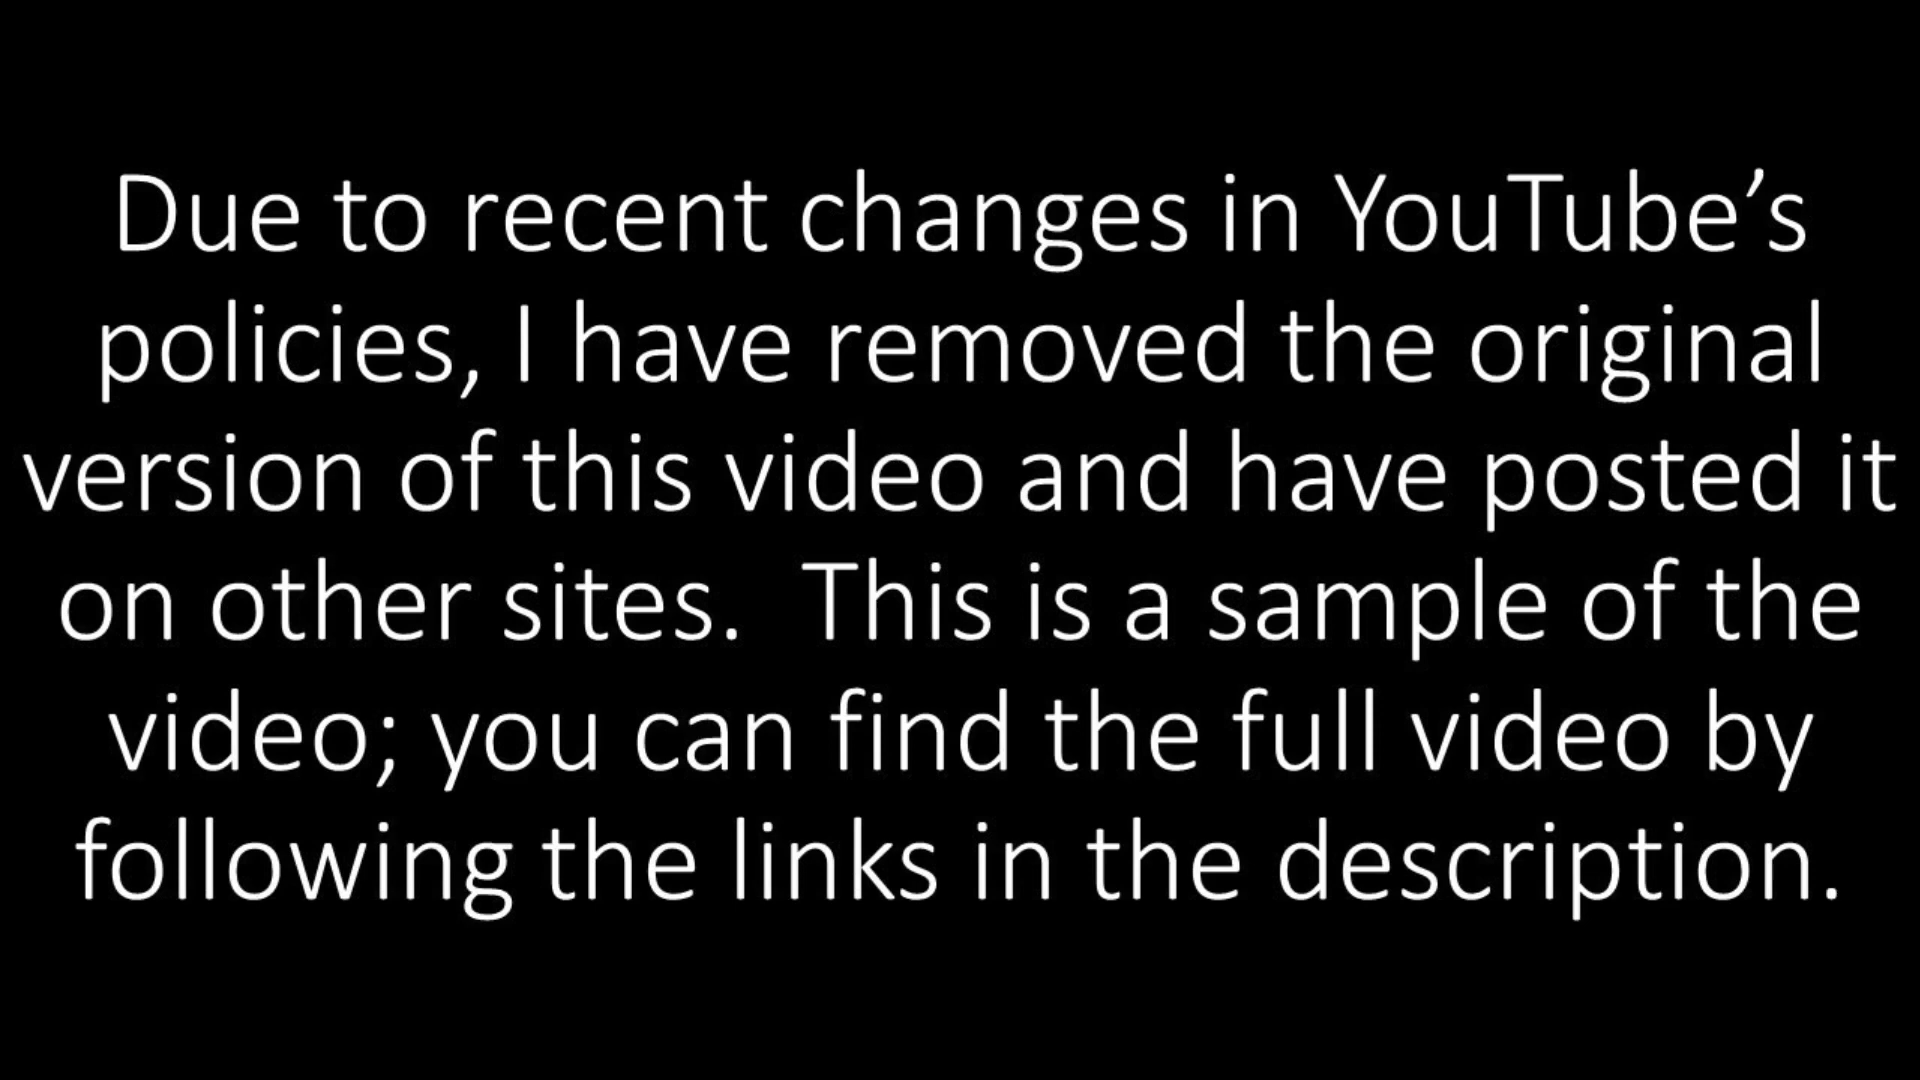 Due to recent changes in YouTube’s
policies, I have removed the original
version of this video and have posted it
on other sites.  This is a sample of the
video; you can find the full video by
following the links in the description.